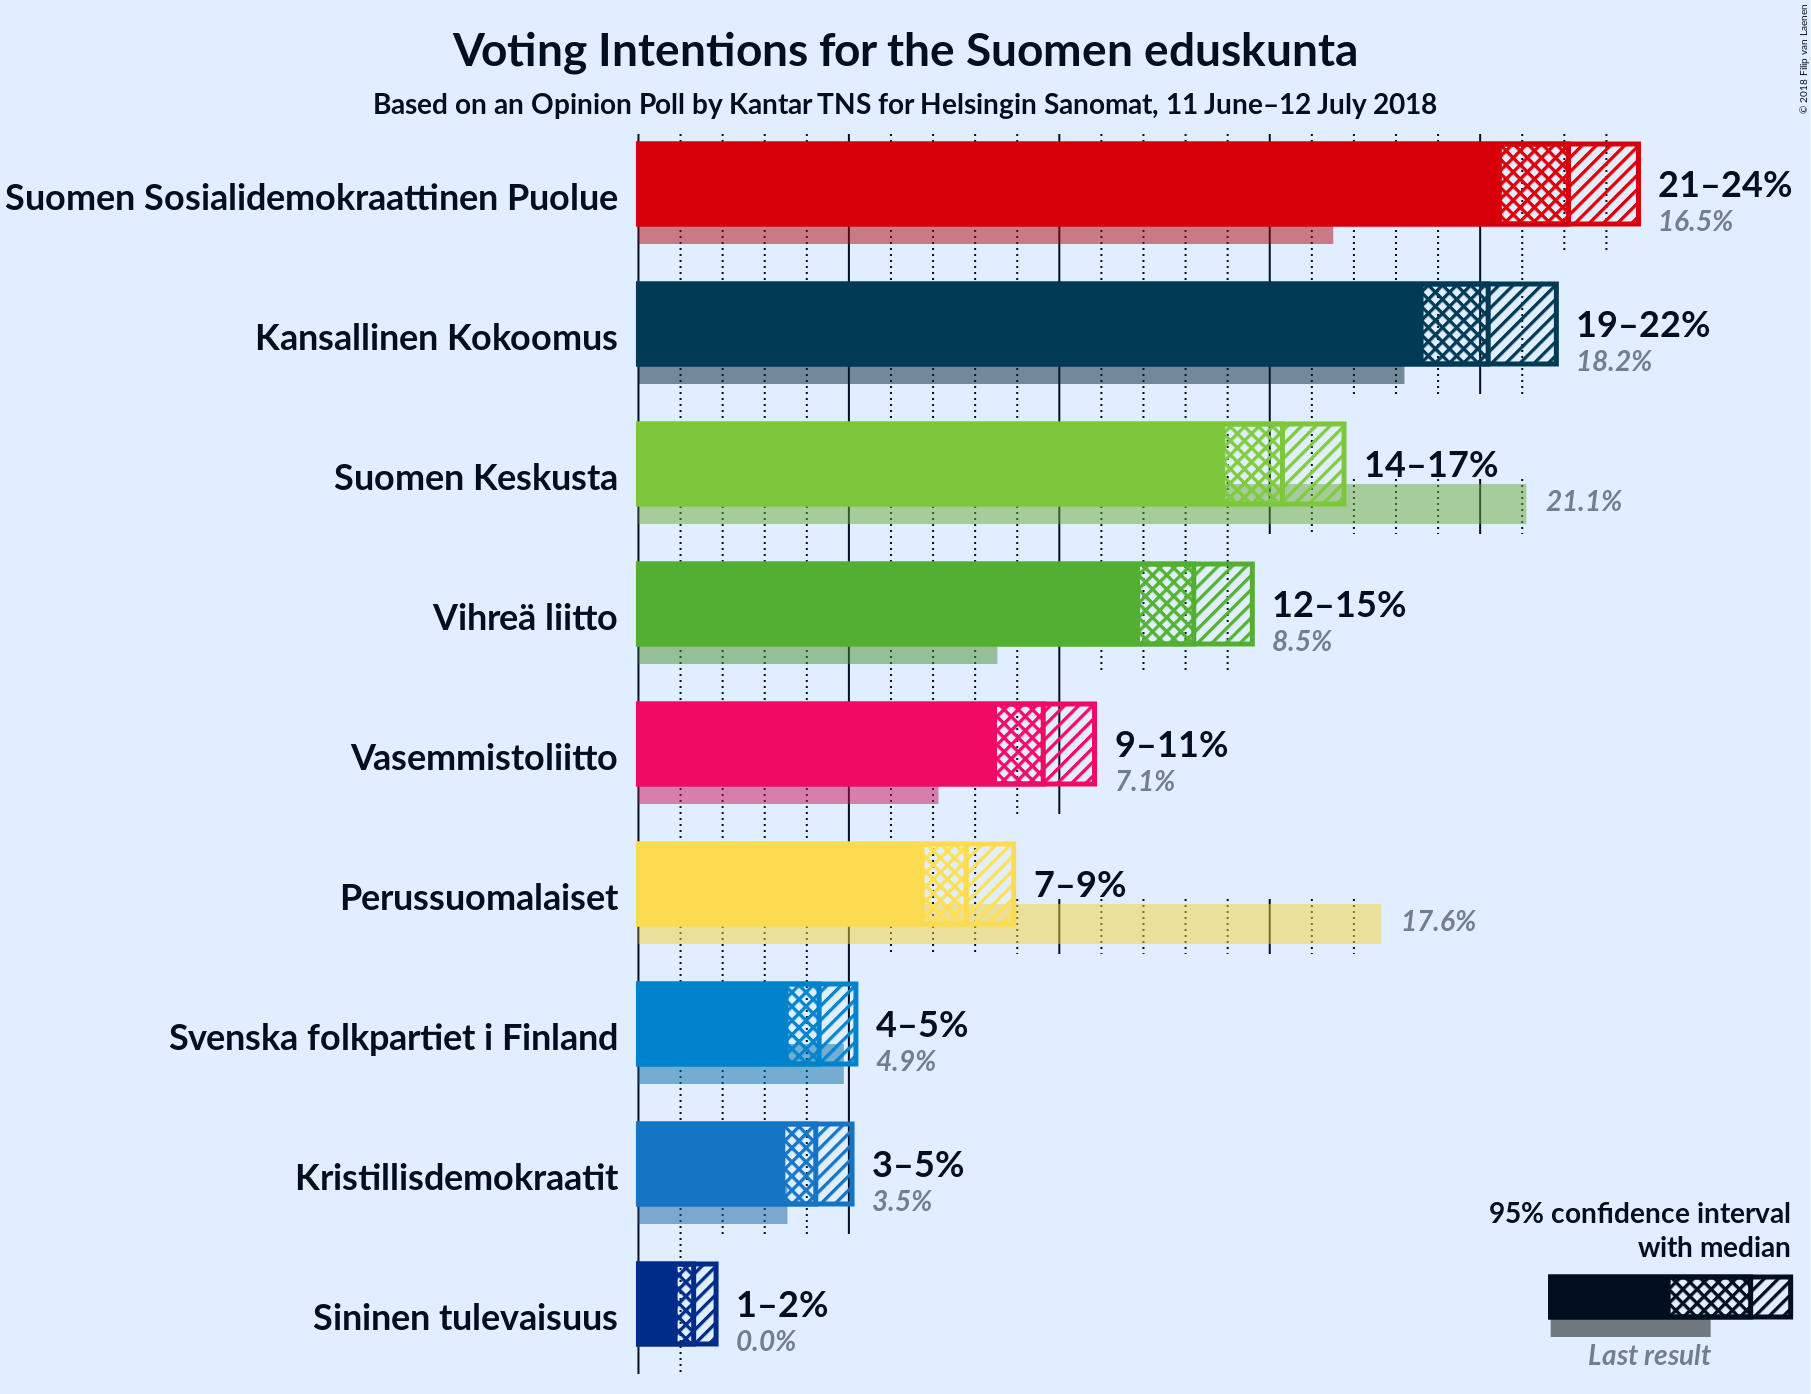 Voting Intentions for the Suomen eduskunta
Based on an Opinion Poll by Kantar TNS for Helsingin Sanomat, 11 June–12 July 2018
© 2018 Filip van Laenen
Suomen Sosialidemokraattinen Puolue
21–24%
16.5%
Kansallinen Kokoomus
19–22%
18.2%
Suomen Keskusta
14–17%
21.1%
Vihreä liitto
12–15%
8.5%
Vasemmistoliitto
9–11%
7.1%
Perussuomalaiset
7–9%
17.6%
Svenska folkpartiet i Finland
4–5%
4.9%
Kristillisdemokraatit
3–5%
3.5%
Sininen tulevaisuus
1–2%
0.0%
95% confidence interval
with median
Last result